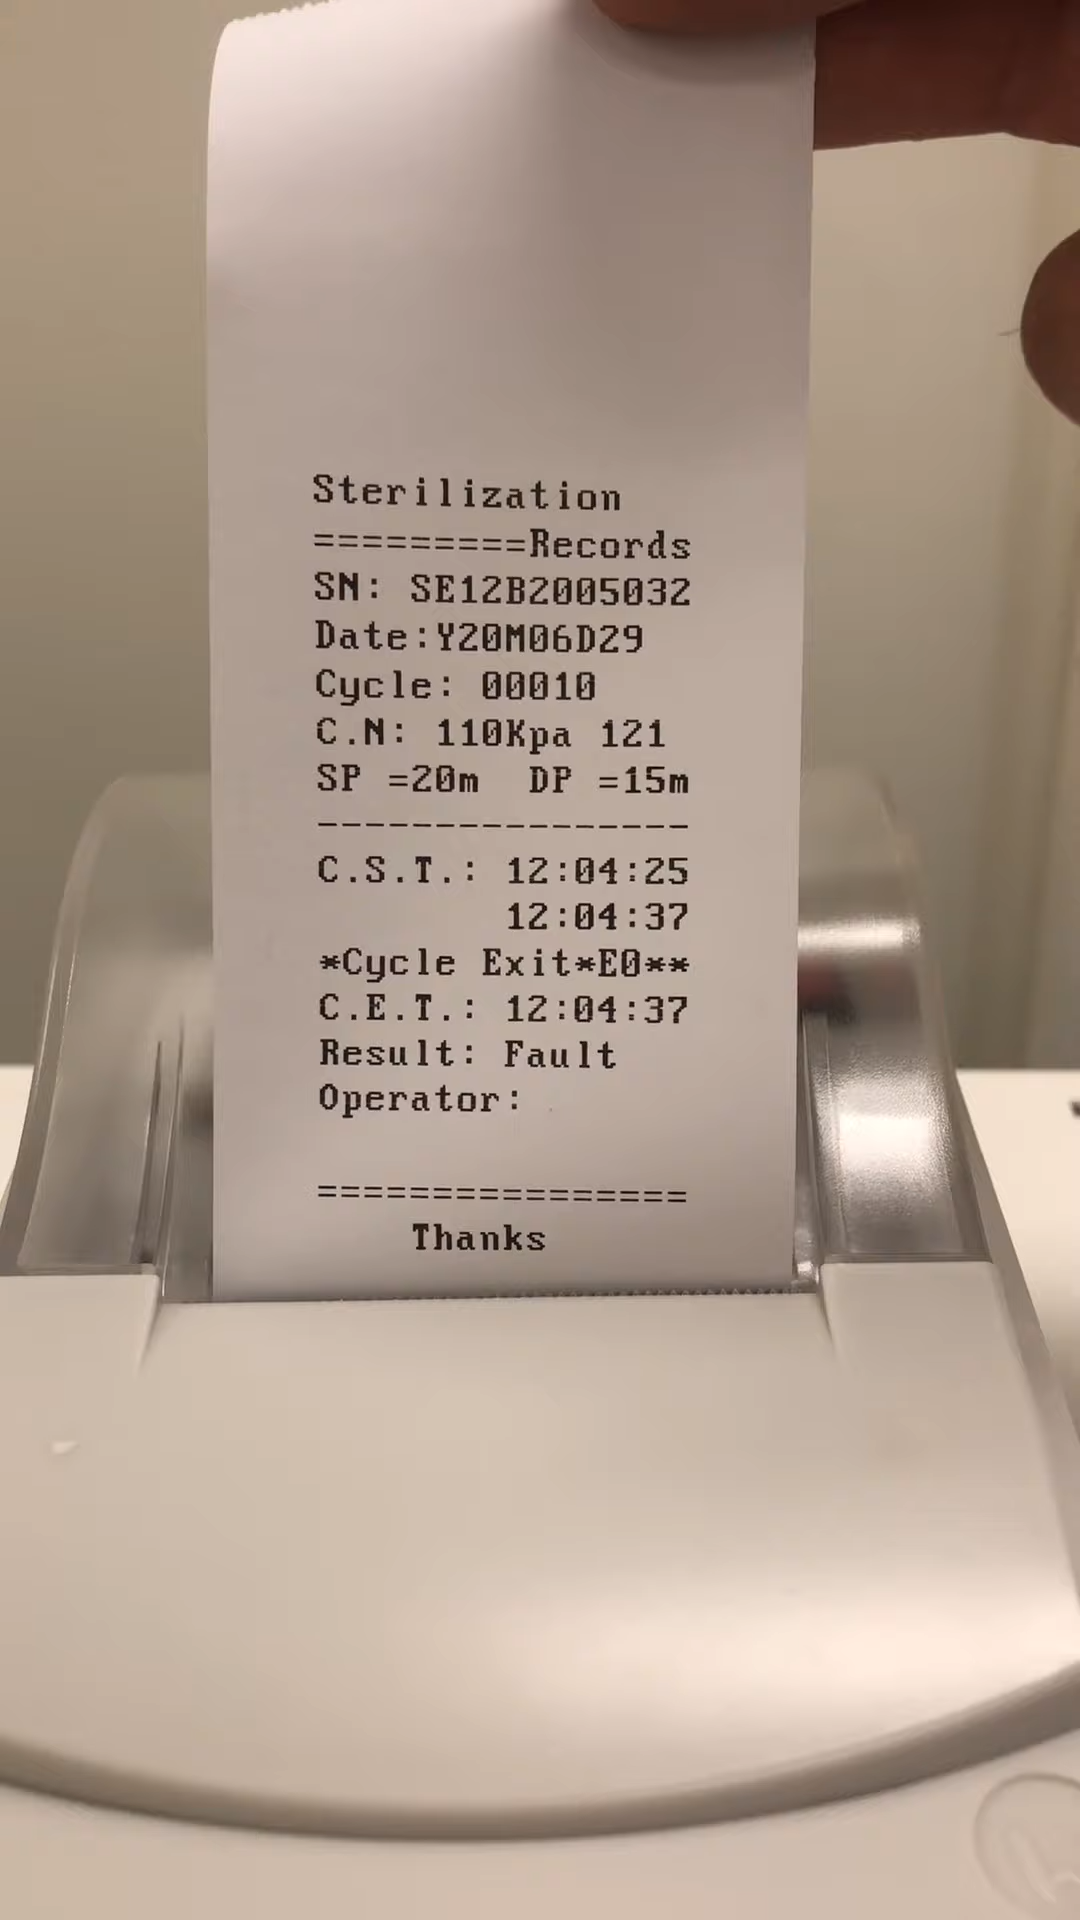 Sterilization
=========Records
SN: SE12B2005032
Date:Y20M06D29
Cycle: 00010
C.N: 110Kpa 121
SP =20m  DP =15m
----------------
C.S.T.: 12:04:25
12:04:37
*Cycle Exit*E0**
C.E.T.: 12:04:37
Result: Fault
Operator:
================
Thanks